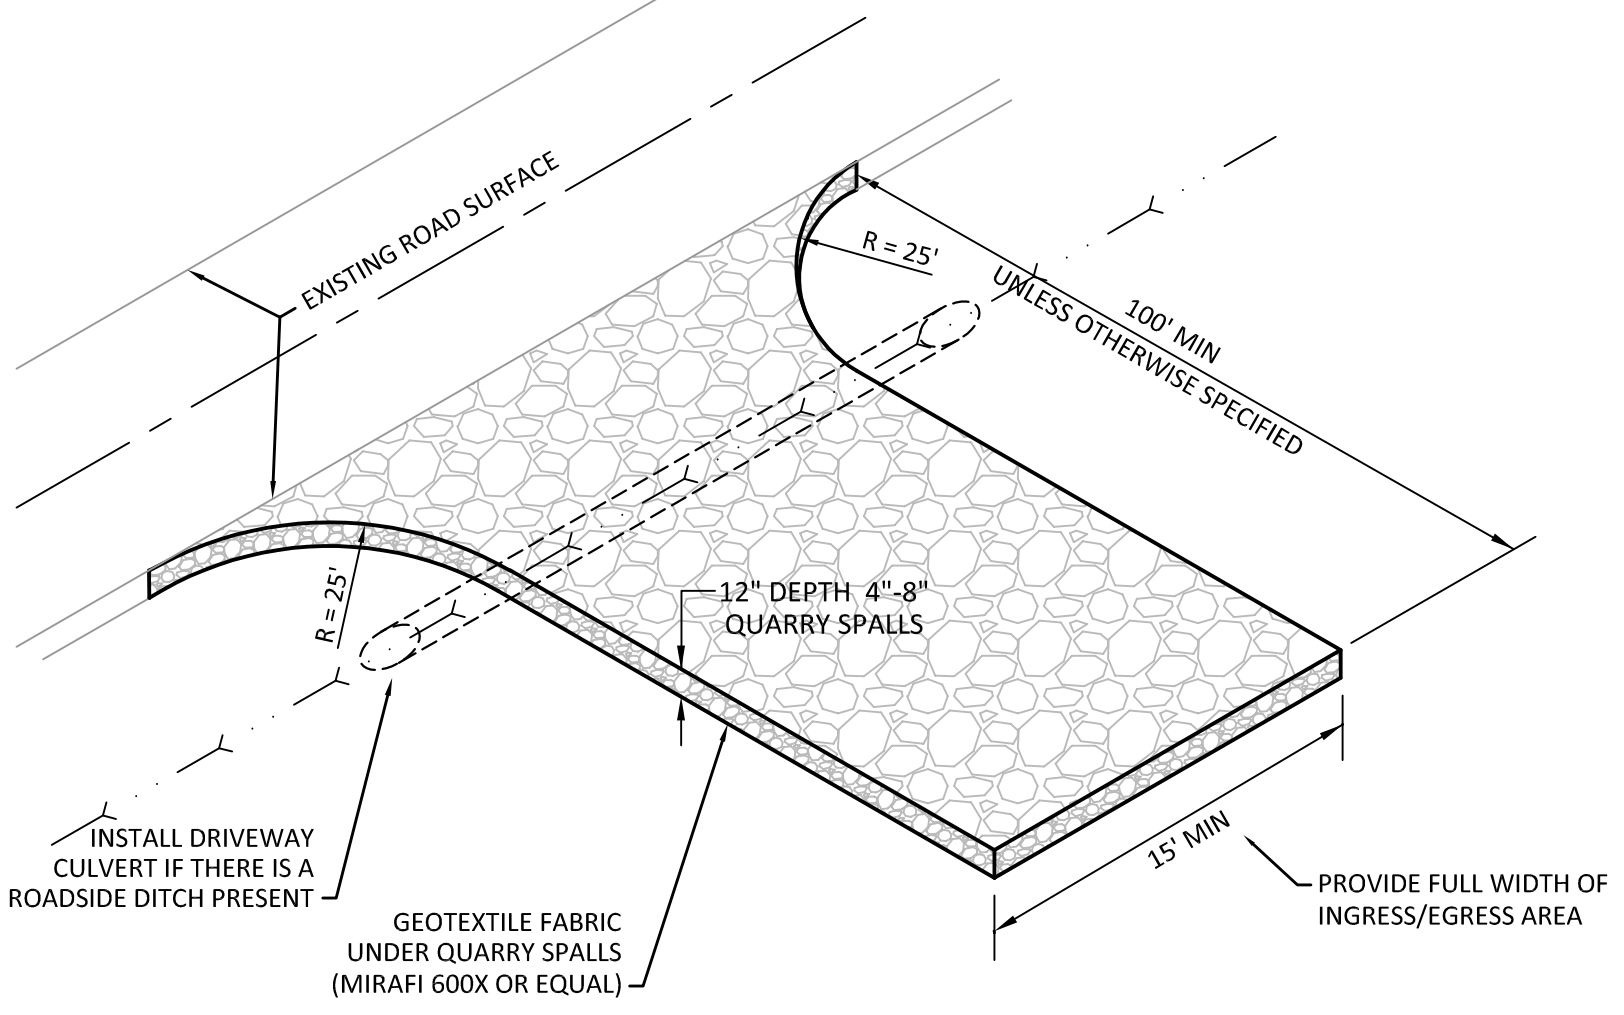 EXISTING ROAD SURFACE
R = 25'
100' MIN
UNLESS OTHERWISE SPECIFIED
R = 25'
12" DEPTH 4"-8"
QUARRY SPALLS
INSTALL DRIVEWAY
CULVERT IF THERE IS A
ROADSIDE DITCH PRESENT
GEOTEXTILE FABRIC
UNDER QUARRY SPALLS
(MIRAFI 600X OR EQUAL)
15' MIN
PROVIDE FULL WIDTH OF
INGRESS/EGRESS AREA